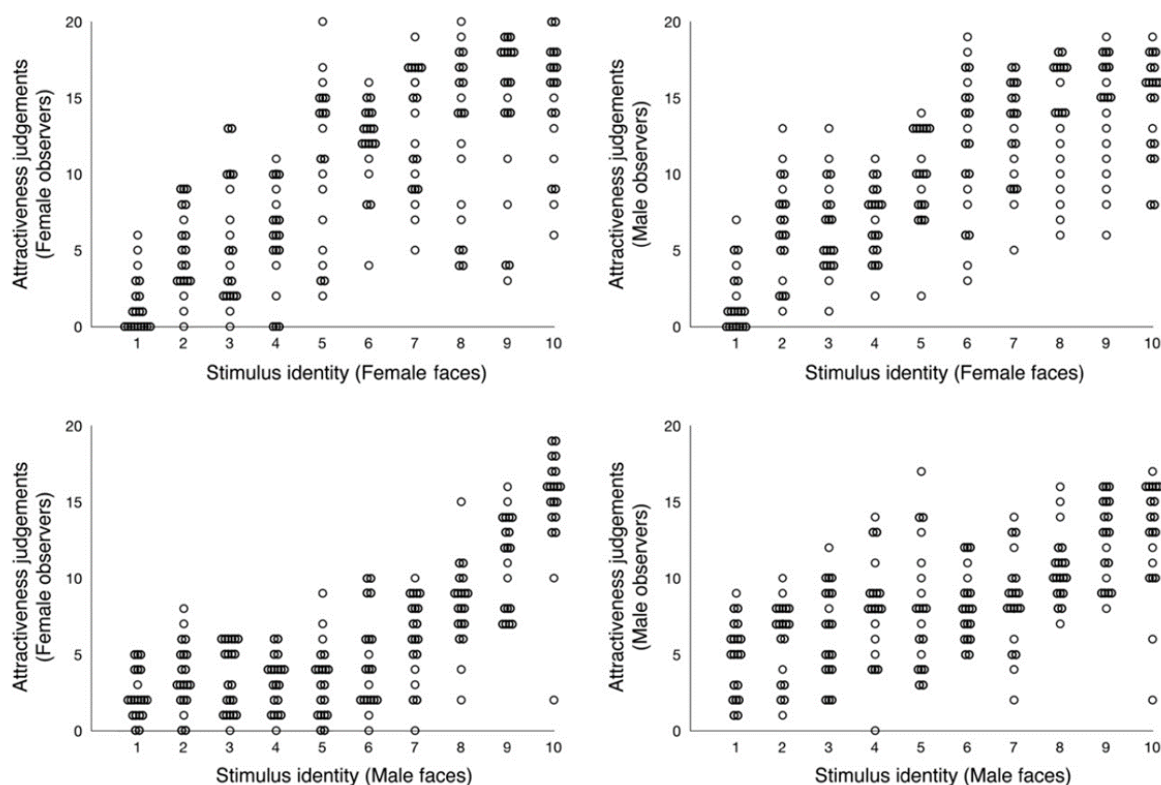 Attractiveness judgements
(Female observers)
20
15
10
5
0
1 2 3 4 5 6 7 8 9 10
Stimulus identity (Female faces)
Attractiveness judgements
(Male observers)
20
15
10
5
0
1 2 3 4 5 6 7 8 9 10
Stimulus identity (Female faces)
Attractiveness judgements
(Female observers)
20
15
10
5
0
1 2 3 4 5 6 7 8 9 10
Stimulus identity (Male faces)
Attractiveness judgements
(Male observers)
20
15
10
5
0
1 2 3 4 5 6 7 8 9 10
Stimulus identity (Male faces)